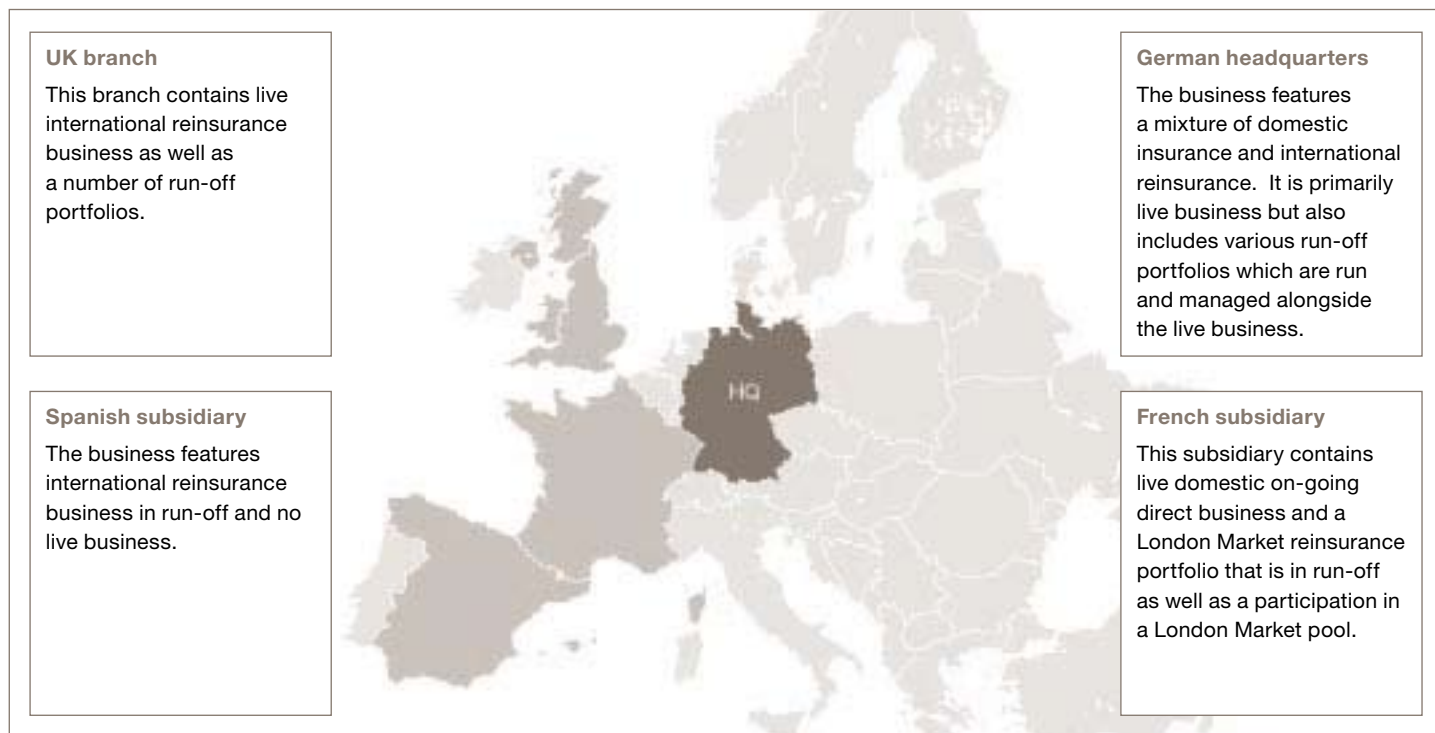 UK branch
This branch contains live
international reinsurance
business as well as
a number of run-off
portfolios.
German headquarters
The business features
a mixture of domestic
insurance and international
reinsurance.  It is primarily
live business but also
includes various run-off
portfolios which are run
and managed alongside
the live business.
HQ
Spanish subsidiary
The business features
international reinsurance
business in run-off and no
live business.
French subsidiary
This subsidiary contains
live domestic on-going
direct business and a
London Market reinsurance
portfolio that is in run-off
as well as a participation in
a London Market pool.